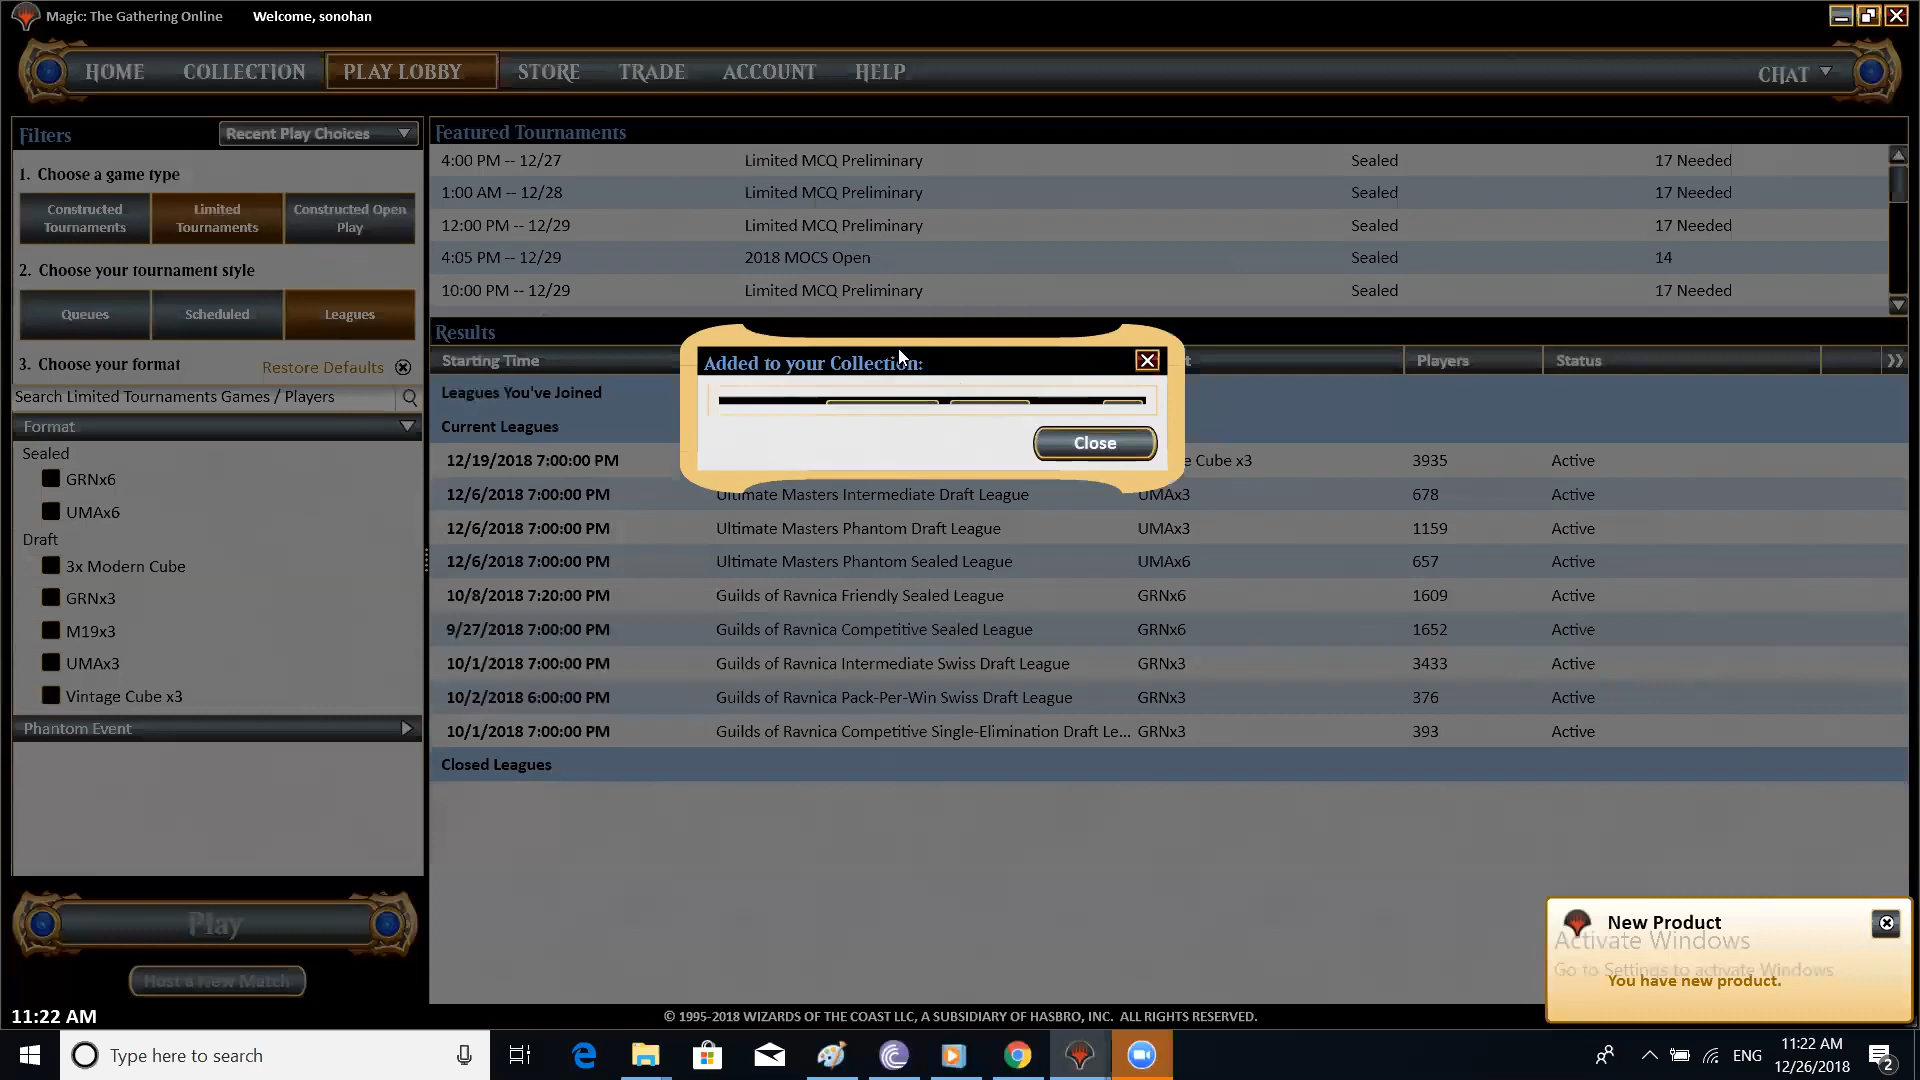 Magic: The Gathering Online Welcome, sonohan
HOME COLLECTION PLAY LOBBY STORE TRADE ACCOUNT HELP CHAT
Filters Recent Play Choices
1. Choose a game type
Constructed Tournaments
Limited Tournaments
Constructed Open Play
2. Choose your tournament style
Queues Scheduled Leagues
3. Choose your format Restore Defaults
Search Limited Tournaments Games / Players
Format
Sealed
GRNx6
UMAx6
Draft
3x Modern Cube
GRNx3
M19x3
UMAx3
Vintage Cube x3
Phantom Event
Play
Host a New Match
11:22 AM
Featured Tournaments
4:00 PM -- 12/27 Limited MCQ Preliminary Sealed 17 Needed
1:00 AM -- 12/28 Limited MCQ Preliminary Sealed 17 Needed
12:00 PM -- 12/29 Limited MCQ Preliminary Sealed 17 Needed
4:05 PM -- 12/29 2018 MOCS Open Sealed 14
10:00 PM -- 12/29 Limited MCQ Preliminary Sealed 17 Needed
Results
Starting Time Players Status
Leagues You've Joined
Current Leagues
12/19/2018 7:00:00 PM Cube x3 3935 Active
12/6/2018 7:00:00 PM Ultimate Masters Intermediate Draft League UMAx3 678 Active
12/6/2018 7:00:00 PM Ultimate Masters Phantom Draft League UMAx3 1159 Active
12/6/2018 7:00:00 PM Ultimate Masters Phantom Sealed League UMAx6 657 Active
10/8/2018 7:20:00 PM Guilds of Ravnica Friendly Sealed League GRNx6 1609 Active
9/27/2018 7:00:00 PM Guilds of Ravnica Competitive Sealed League GRNx6 1652 Active
10/1/2018 7:00:00 PM Guilds of Ravnica Intermediate Swiss Draft League GRNx3 3433 Active
10/2/2018 6:00:00 PM Guilds of Ravnica Pack-Per-Win Swiss Draft League GRNx3 376 Active
10/1/2018 7:00:00 PM Guilds of Ravnica Competitive Single-Elimination Draft Le... GRNx3 393 Active
Closed Leagues
Added to your Collection:
Close
New Product
Activate Windows
Go to Settings to activate Windows.
You have new product.
© 1995-2018 WIZARDS OF THE COAST LLC, A SUBSIDIARY OF HASBRO, INC. ALL RIGHTS RESERVED.
Type here to search
ENG
11:22 AM
12/26/2018
2